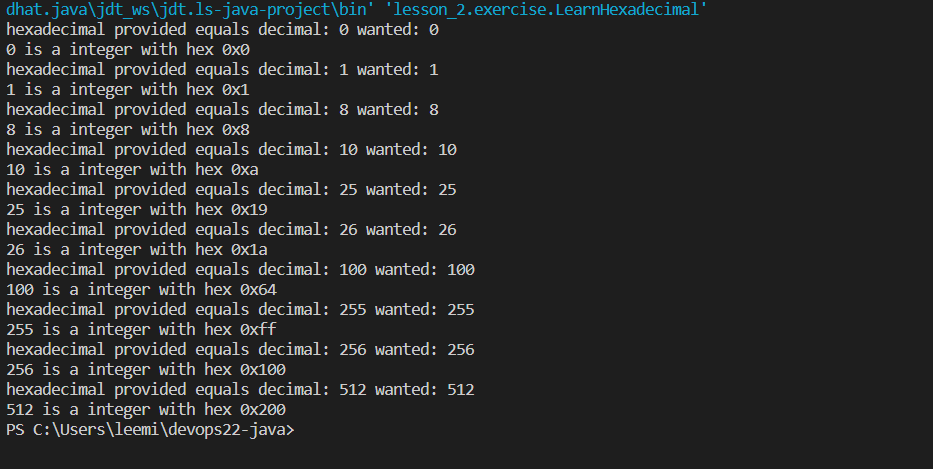 dhat.java\jdt_ws\jdt.ls-java-project\bin' 'lesson_2.exercise.LearnHexadecimal'
hexadecimal provided equals decimal: 0 wanted: 0
0 is a integer with hex 0x0
hexadecimal provided equals decimal: 1 wanted: 1
1 is a integer with hex 0x1
hexadecimal provided equals decimal: 8 wanted: 8
8 is a integer with hex 0x8
hexadecimal provided equals decimal: 10 wanted: 10
10 is a integer with hex 0xa
hexadecimal provided equals decimal: 25 wanted: 25
25 is a integer with hex 0x19
hexadecimal provided equals decimal: 26 wanted: 26
26 is a integer with hex 0x1a
hexadecimal provided equals decimal: 100 wanted: 100
100 is a integer with hex 0x64
hexadecimal provided equals decimal: 255 wanted: 255
255 is a integer with hex 0xff
hexadecimal provided equals decimal: 256 wanted: 256
256 is a integer with hex 0x100
hexadecimal provided equals decimal: 512 wanted: 512
512 is a integer with hex 0x200
PS C:\Users\leemi\devops22-java>